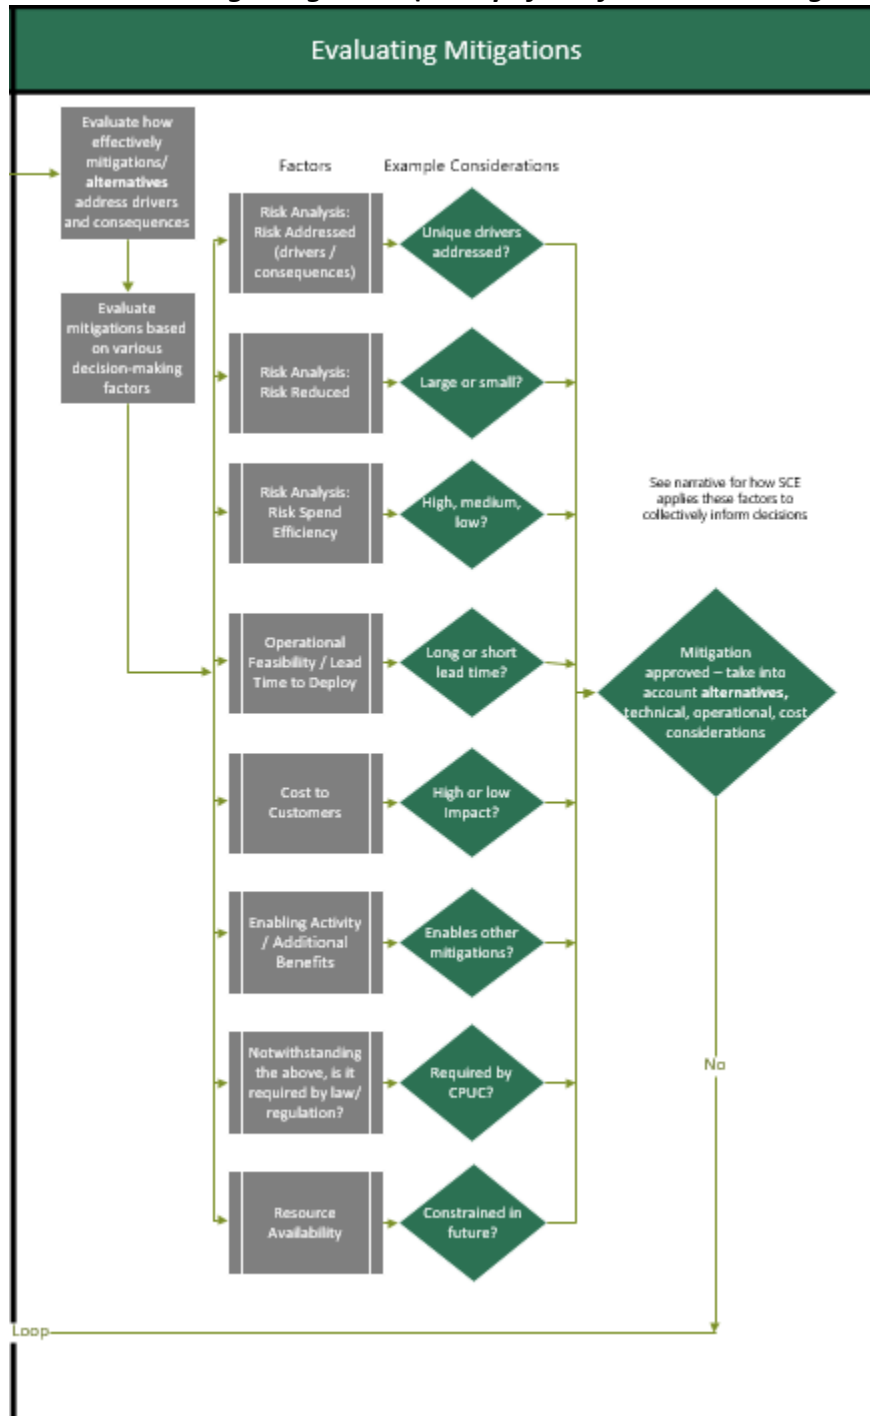 Evaluating Mitigations
Evaluate how
effectively
mitigations/
alternatives
address drivers
and consequences
Evaluate
mitigations based
on various
decision-making
factors
Factors
Example Considerations
Risk Analysis:
Risk Addressed
(drivers /
consequences)
Unique drivers
addressed?
Risk Analysis:
Risk Reduced
Large or small?
Risk Analysis:
Risk Spend
Efficiency
High, medium,
low?
Operational
Feasibility / Lead
Time to Deploy
Long or short
lead time?
Cost to
Customers
High or low
Impact?
Enabling Activity
/ Additional
Benefits
Enables other
mitigations?
Notwithstanding
the above, is it
required by law/
regulation?
Required by
CPUC?
Resource
Availability
Constrained in
future?
See narrative for how SCE
applies these factors to
collectively inform decisions
Mitigation
approved – take into
account alternatives,
technical, operational, cost
considerations
No
Loop